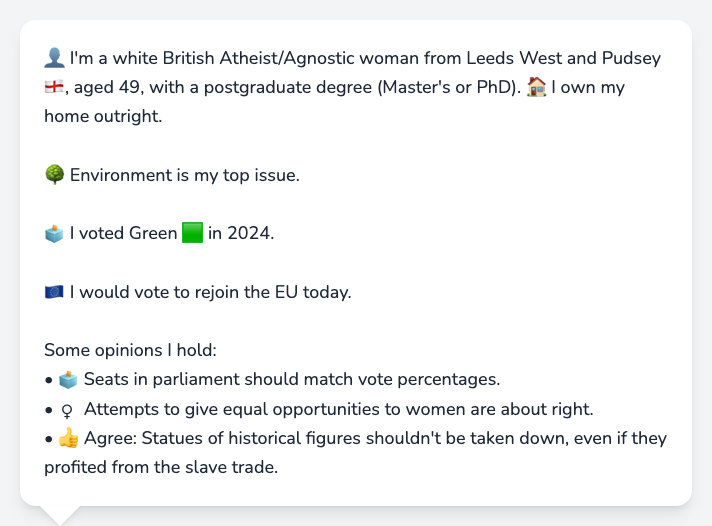 👤 I'm a white British Atheist/Agnostic woman from Leeds West and Pudsey
🏴󠁧󠁢󠁥󠁮󠁧󠁿, aged 49, with a postgraduate degree (Master's or PhD). 🏠 I own my
home outright.
🌳 Environment is my top issue.
🗳️ I voted Green 🟩 in 2024.
🇪🇺 I would vote to rejoin the EU today.
Some opinions I hold:
• 🗳️ Seats in parliament should match vote percentages.
• ♀ Attempts to give equal opportunities to women are about right.
• 👍 Agree: Statues of historical figures shouldn't be taken down, even if they
profited from the slave trade.